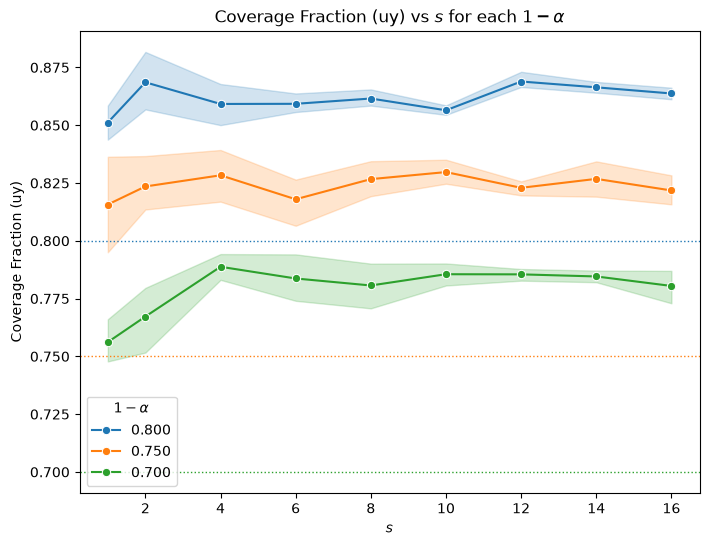 Coverage Fraction (uy) vs s for each 1 − α
Coverage Fraction (uy)
0.875
0.850
0.825
0.800
0.775
0.750
0.725
0.700
1 − α
0.800
0.750
0.700
2 4 6 8 10 12 14 16
s